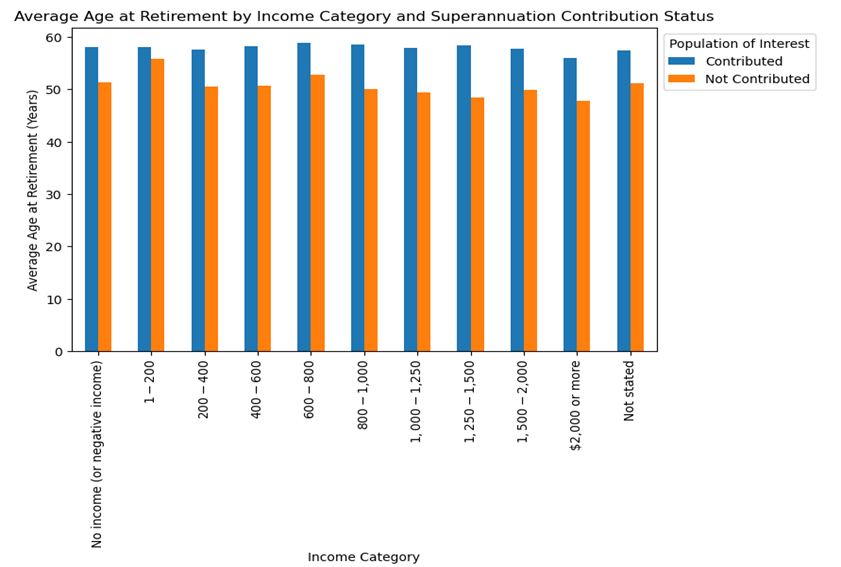 Average Age at Retirement by Income Category and Superannuation Contribution Status
Population of Interest
Contributed
Not Contributed
Average Age at Retirement (Years)
60
50
40
30
20
10
0
No income (or negative income)
1 − 200
200 − 400
400 − 600
600 − 800
800 − 1,000
1, 000 − 1,250
1, 250 − 1,500
1, 500 − 2,000
$2,000 or more
Not stated
Income Category